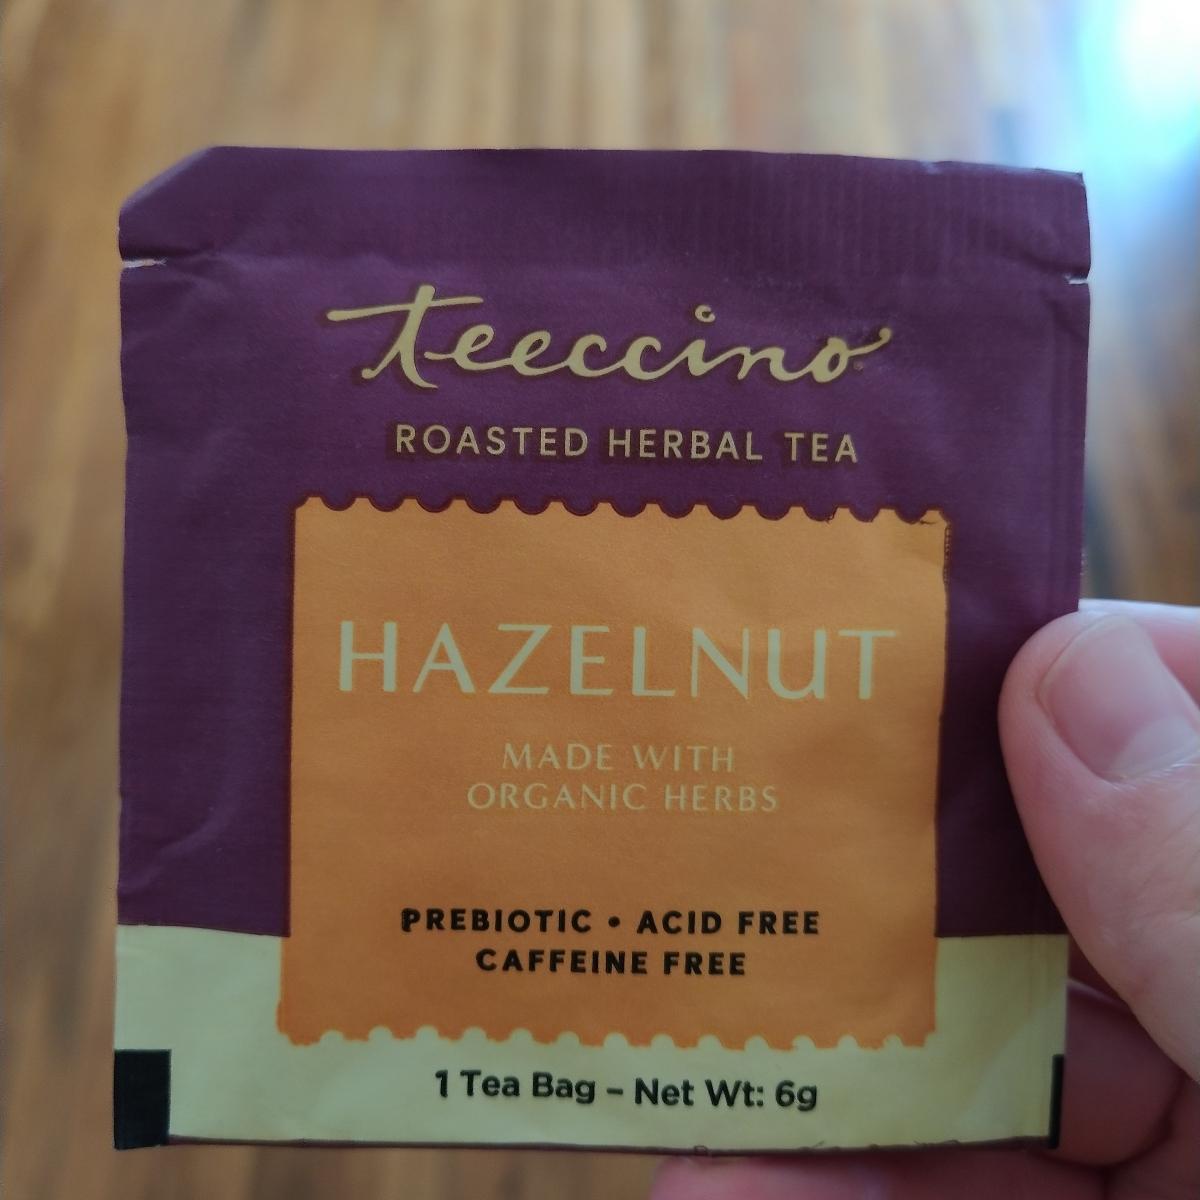 teeccino
ROASTED HERBAL TEA
HAZELNUT
MADE WITH
ORGANIC HERBS
PREBIOTIC • ACID FREE
CAFFEINE FREE
1 Tea Bag – Net Wt: 6g